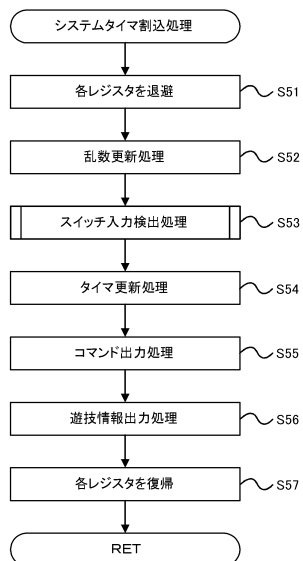 システムタイマ割込処理
各レジスタを退避
S51
乱数更新処理
S52
スイッチ入力検出処理
S53
タイマ更新処理
S54
コマンド出力処理
S55
遊技情報出力処理
S56
各レジスタを復帰
S57
RET